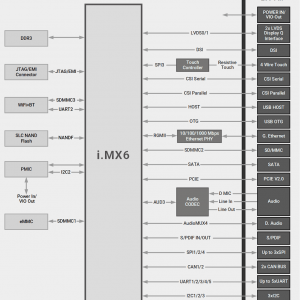 POWER IN/
VIO Out
LVDS0/1
2x LVDS
Display Q
Interface
DDR3
DSI
DSI
SPI3
Touch
Controller
Resistive
Touch
4 Wire Touch
JTAG/EMI
Connector
JTAG/EMI
CSI Serial
CSI Serial
CSI Parallel
CSI Parallel
WiFi+BT
SDMMC3
UART2
HOST
USB HOST
OTG
USB OTG
SLC NAND
Flash
NANDF
RGMII
10/100/1000 Mbps
Ethernet PHY
G. Ethernet
i.MX6
SDMMC2
SD/MMC
PMIC
I2C2
SATA
SATA
PCIE
PCIE V2.0
Power In/
VIO Out
AUD3
Audio
CODEC
D MIC
Line In
Line Out
Audio
eMMC
SDMMC1
AudioMUX4
D. Audio
S/PDIF IN/OUT
S/PDIF
SPI1/2/4
Up to 3xSPI
CAN1/2
2x CAN BUS
UART1/2/3/4/5
Up to 5xUART
I2C1/2/3
3xI2C